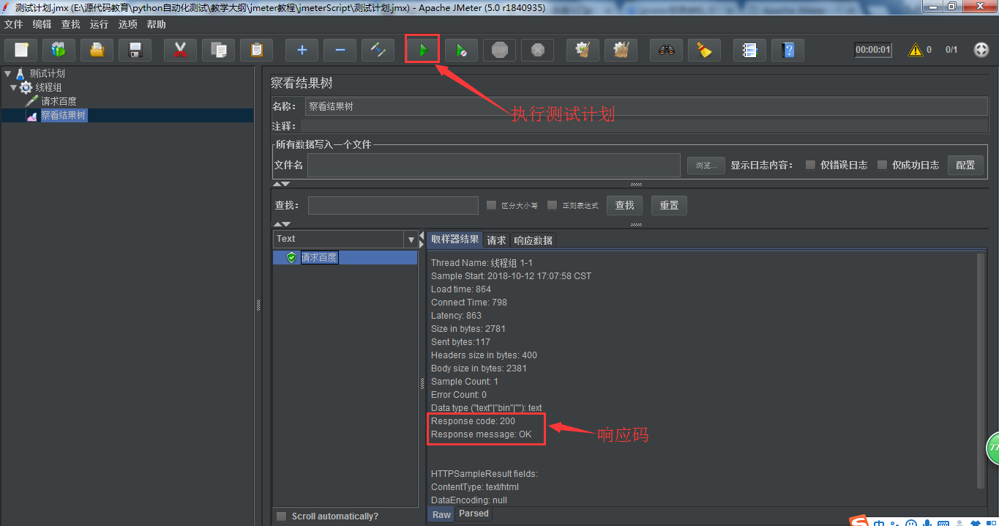 测试计划.jmx (E:\源代码教育\python自动化测试\教学大纲\jmeter教程\jmeterScript\测试计划.jmx) - Apache JMeter (5.0 r1840935)
文件 编辑 查找 运行 选项 帮助
STOP 00:00:01 0 0/1
测试计划
线程组
请求百度
察看结果树
察看结果树
名称： 察看结果树
执行测试计划
注释：
所有数据写入一个文件
文件名 浏览... 显示日志内容： 仅错误日志 仅成功日志 配置
查找： 区分大小写 正则表达式 查找 重置
Text
取样器结果 请求 响应数据
请求百度
Thread Name: 线程组 1-1
Sample Start: 2018-10-12 17:07:58 CST
Load time: 864
Connect Time: 798
Latency: 863
Size in bytes: 2781
Sent bytes:117
Headers size in bytes: 400
Body size in bytes: 2381
Sample Count: 1
Error Count: 0
Data type ("text"|"bin"|""): text
Response code: 200
Response message: OK
响应码
HTTPSampleResult fields:
ContentType: text/html
DataEncoding: null
Raw Parsed
Scroll automatically?
77
中